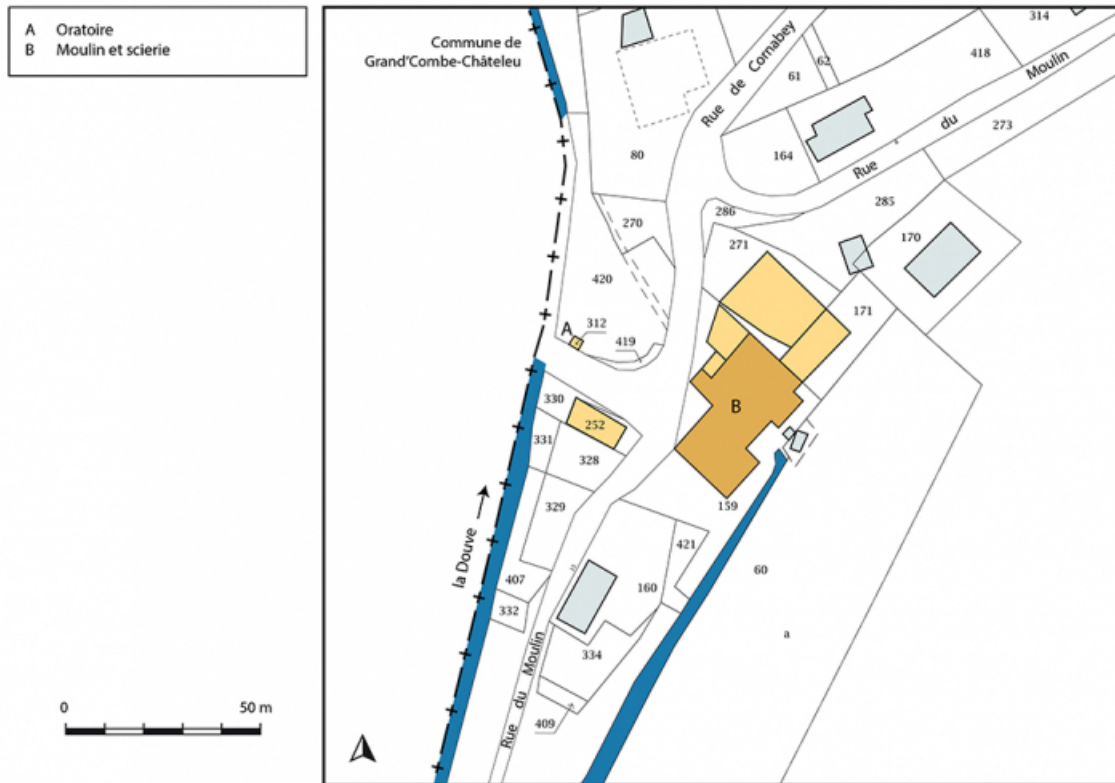 A Oratoire
B Moulin et scierie
Commune de
Grand'Combe-Châteleu
Rue de Cornabey
62
61
314
418
Rue du Moulin
273
80
164
270
286
285
170
271
420
171
A
312
419
330
252
331
328
B
329
159
la Douve
421
60
407
160
332
a
334
Rue du Moulin
409
0 50 m